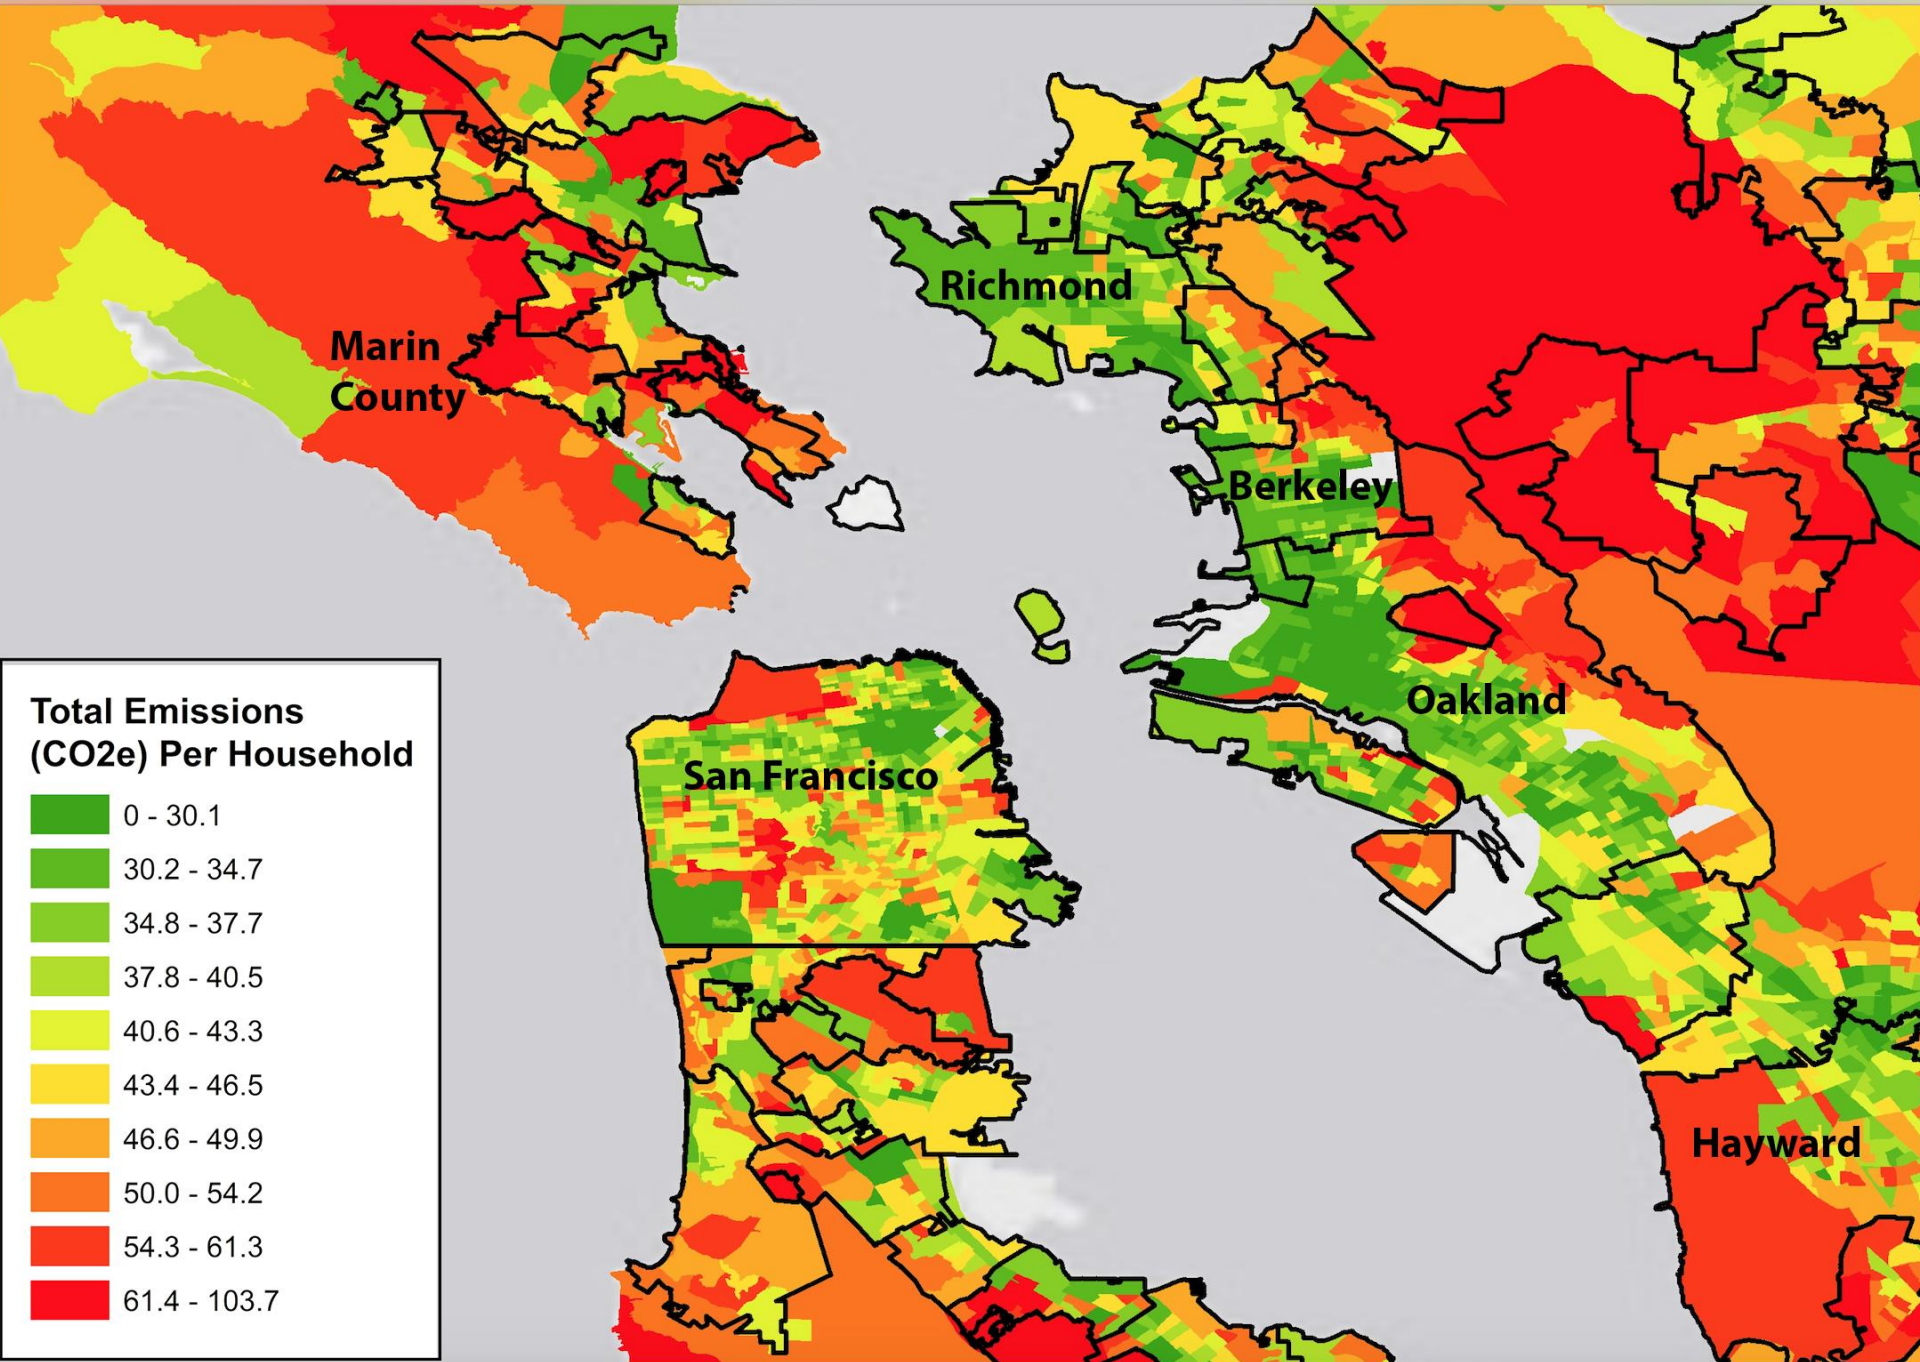 Richmond
Marin
County
Berkeley
Oakland
San Francisco
Hayward
Total Emissions
(CO2e) Per Household
0 - 30.1
30.2 - 34.7
34.8 - 37.7
37.8 - 40.5
40.6 - 43.3
43.4 - 46.5
46.6 - 49.9
50.0 - 54.2
54.3 - 61.3
61.4 - 103.7